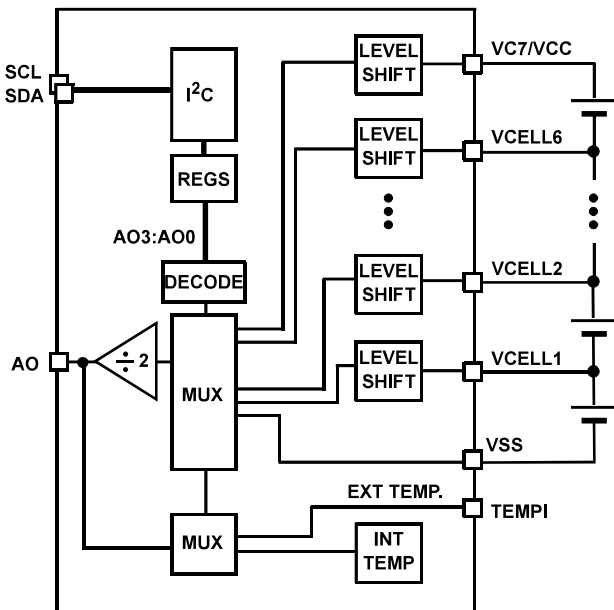 SCL
SDA
I²C
REGS
AO3:AO0
DECODE
AO
÷ 2
MUX
MUX
LEVEL
SHIFT
VC7/VCC
LEVEL
SHIFT
VCELL6
LEVEL
SHIFT
VCELL2
LEVEL
SHIFT
VCELL1
VSS
EXT TEMP.
TEMPI
INT
TEMP